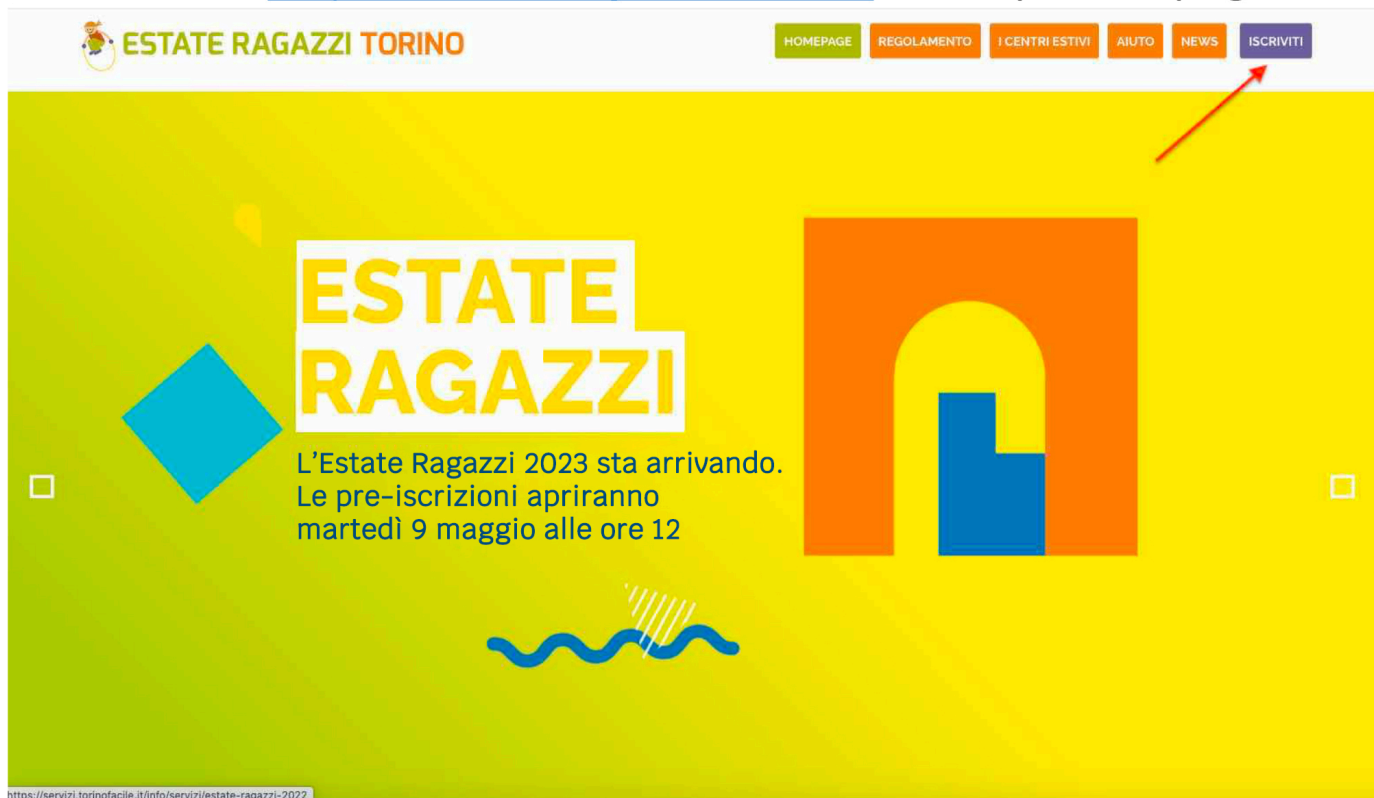 ESTATE RAGAZZI TORINO
HOMEPAGE
REGOLAMENTO
I CENTRI ESTIVI
AIUTO
NEWS
ISCRIVITI
ESTATE
RAGAZZI
L'Estate Ragazzi 2023 sta arrivando.
Le pre-iscrizioni apriranno
martedì 9 maggio alle ore 12
https://servizi.torinofacile.it/info/servizi/estate-ragazzi-2022